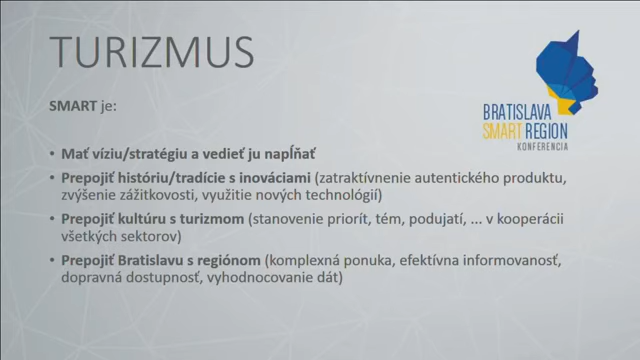 TURIZMUS
BRATISLAVA
SMART REGION
KONFERENCIA
SMART je:
• Mať víziu/stratégiu a vedieť ju napĺňať
• Prepojiť históriu/tradície s inováciami (zatraktívnenie autentického produktu,
zvýšenie zážitkovosti, využitie nových technológií)
• Prepojiť kultúru s turizmom (stanovenie priorít, tém, podujatí, ... v kooperácii
všetkých sektorov)
• Prepojiť Bratislavu s regiónom (komplexná ponuka, efektívna informovanosť,
dopravná dostupnosť, vyhodnocovanie dát)